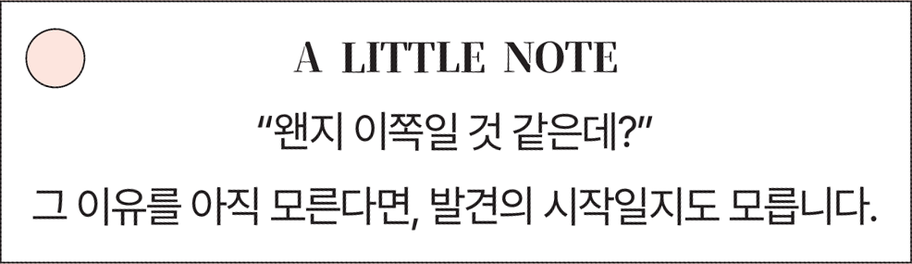 A LITTLE NOTE
“왠지 이쪽일 것 같은데?”
그 이유를 아직 모른다면, 발견의 시작일지도 모릅니다.